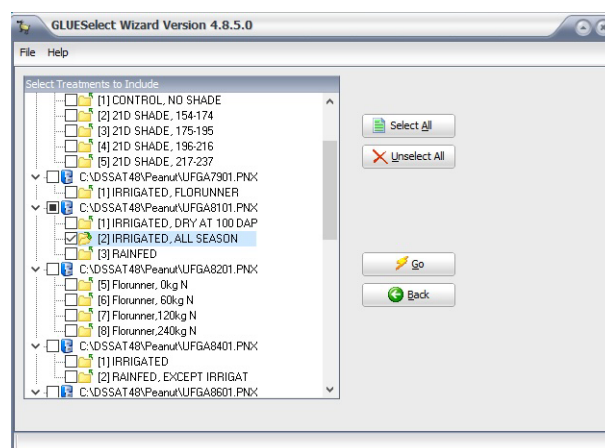 GLUESelect Wizard Version 4.8.5.0
File Help
Select Treatments to Include
[1] CONTROL, NO SHADE
[2] 21D SHADE, 154-174
[3] 21D SHADE, 175-195
[4] 21D SHADE, 196-216
[5] 21D SHADE, 217-237
C:\DSSAT48\Peanut\UFGA7901.PNX
[1] IRRIGATED, FLORUNNER
C:\DSSAT48\Peanut\UFGA8101.PNX
[1] IRRIGATED, DRY AT 100 DAP
[2] IRRIGATED, ALL SEASON
[3] RAINFED
C:\DSSAT48\Peanut\UFGA8201.PNX
[5] Florunner, 0kg N
[6] Florunner, 60kg N
[7] Florunner,120kg N
[8] Florunner,240kg N
C:\DSSAT48\Peanut\UFGA8401.PNX
[1] IRRIGATED
[2] RAINFED, EXCEPT IRRIGAT
C:\DSSAT48\Peanut\UFGA8601.PNX
Select All
Unselect All
Go
Back